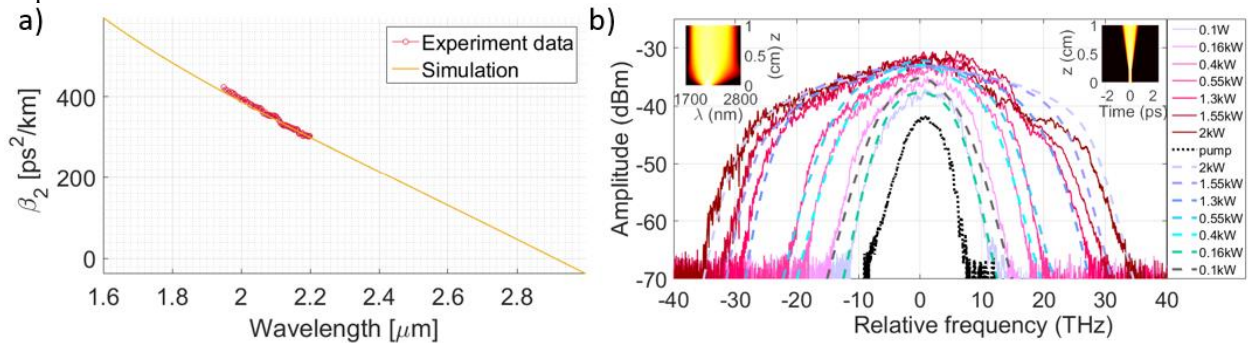 a)
Experiment data
Simulation
β2 [ps2/km]
400
300
200
0
1.6 1.8 2 2.2 2.4 2.6 2.8
Wavelength [μm]
b)
Amplitude (dBm)
-30
-40
-50
-60
-70
-40 -30 -20 -10 0 10 20 30 40
Relative frequency (THz)
1
0
z (cm)
1700 2800
λ (nm)
z (cm)
1
0
-2 0 2
Time (ps)
0.1W
0.16kW
0.4kW
0.55kW
1.3kW
1.55kW
2kW
pump
2kW
1.55kW
1.3kW
0.55kW
0.4kW
0.16kW
0.1kW